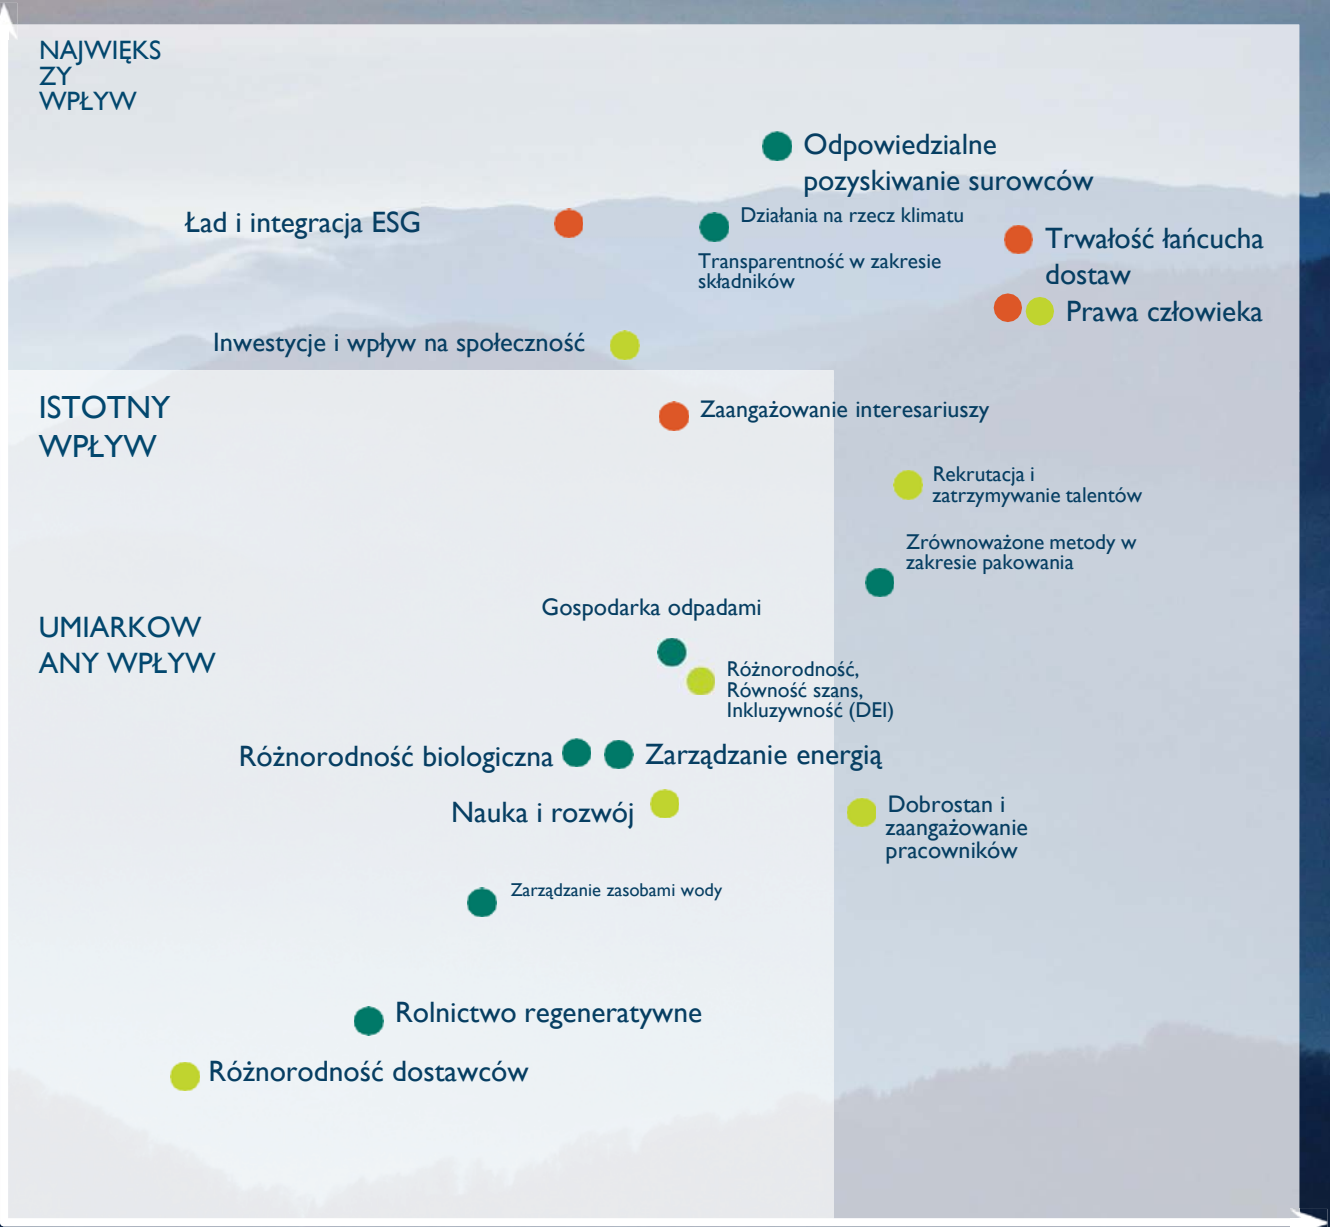 NAJWIĘKS
ZY
WPŁYW
Odpowiedzialne
pozyskiwanie surowców
Ład i integracja ESG
Działania na rzecz klimatu
Transparentność w zakresie
składników
Trwałość łańcucha
dostaw
Prawa człowieka
Inwestycje i wpływ na społeczność
ISTOTNY
WPŁYW
Zaangażowanie interesariuszy
Rekrutacja i
zatrzymywanie talentów
Zrównoważone metody w
zakresie pakowania
Gospodarka odpadami
UMIARKOW
ANY WPŁYW
Różnorodność,
Równość szans,
Inkluzywność (DEI)
Różnorodność biologiczna
Zarządzanie energią
Nauka i rozwój
Dobrostan i
zaangażowanie
pracowników
Zarządzanie zasobami wody
Rolnictwo regeneratywne
Różnorodność dostawców